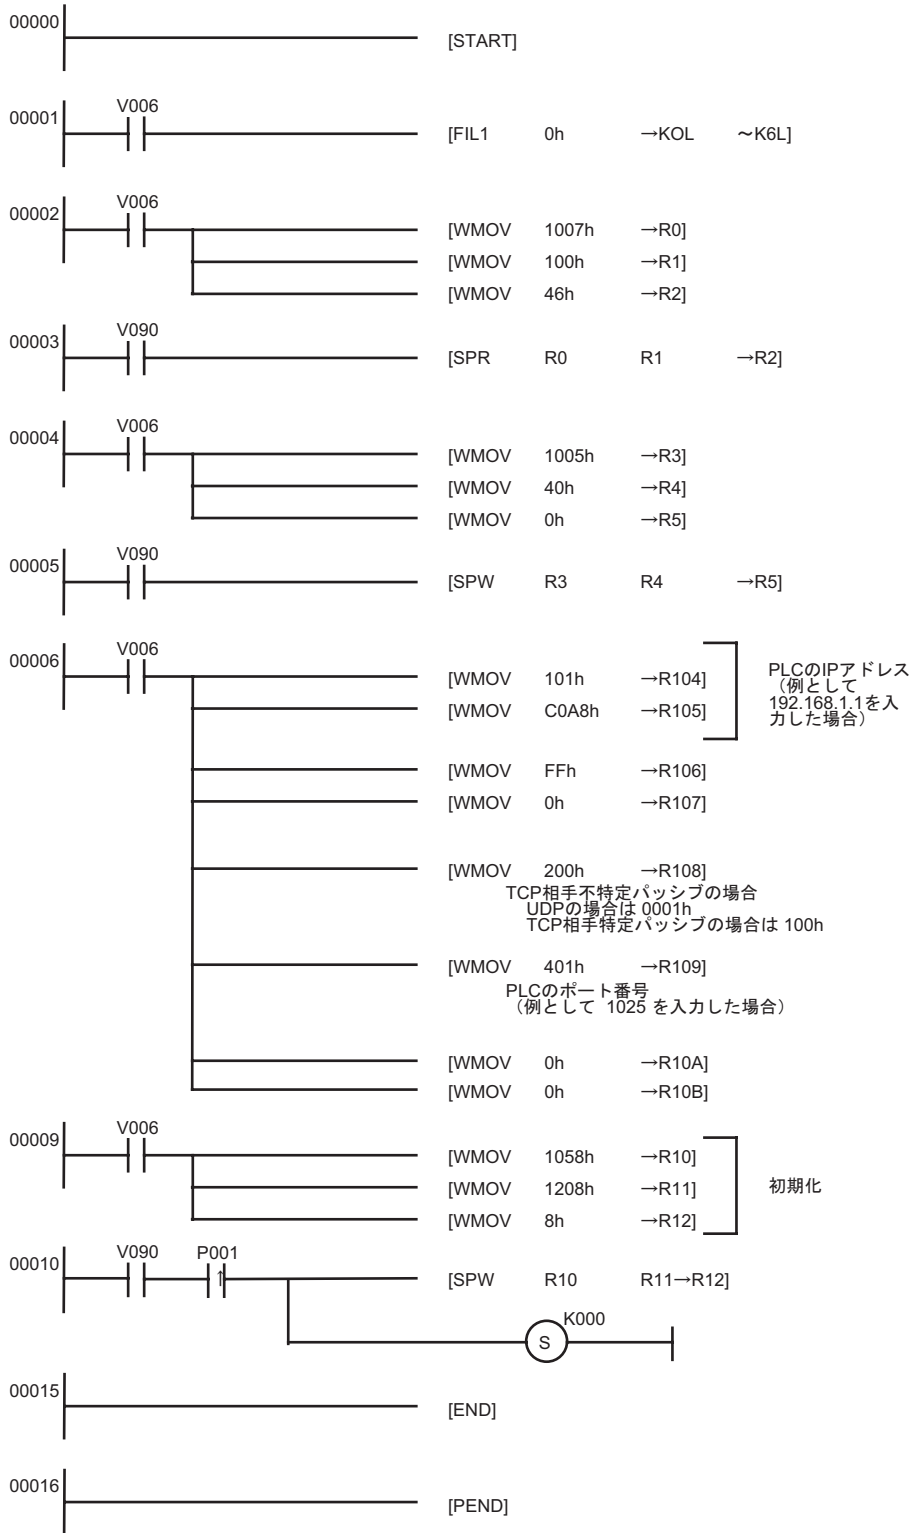 00000
[START]
00001
V006
[FIL1 0h →KOL ～K6L]
00002
V006
[WMOV 1007h →R0]
[WMOV 100h →R1]
[WMOV 46h →R2]
00003
V090
[SPR R0 R1 →R2]
00004
V006
[WMOV 1005h →R3]
[WMOV 40h →R4]
[WMOV 0h →R5]
00005
V090
[SPW R3 R4 →R5]
00006
V006
[WMOV 101h →R104]
[WMOV C0A8h →R105]
PLCのIPアドレス
（例として
192.168.1.1を入
力した場合）
[WMOV FFh →R106]
[WMOV 0h →R107]
[WMOV 200h →R108]
TCP相手不特定パッシブの場合
UDPの場合は 0001h
TCP相手特定パッシブの場合は 100h
[WMOV 401h →R109]
PLCのポート番号
（例として 1025 を入力した場合）
[WMOV 0h →R10A]
[WMOV 0h →R10B]
00009
V006
[WMOV 1058h →R10]
[WMOV 1208h →R11]
[WMOV 8h →R12]
初期化
00010
V090 P001
↑
[SPW R10 R11→R12]
K000
S
00015
[END]
00016
[PEND]